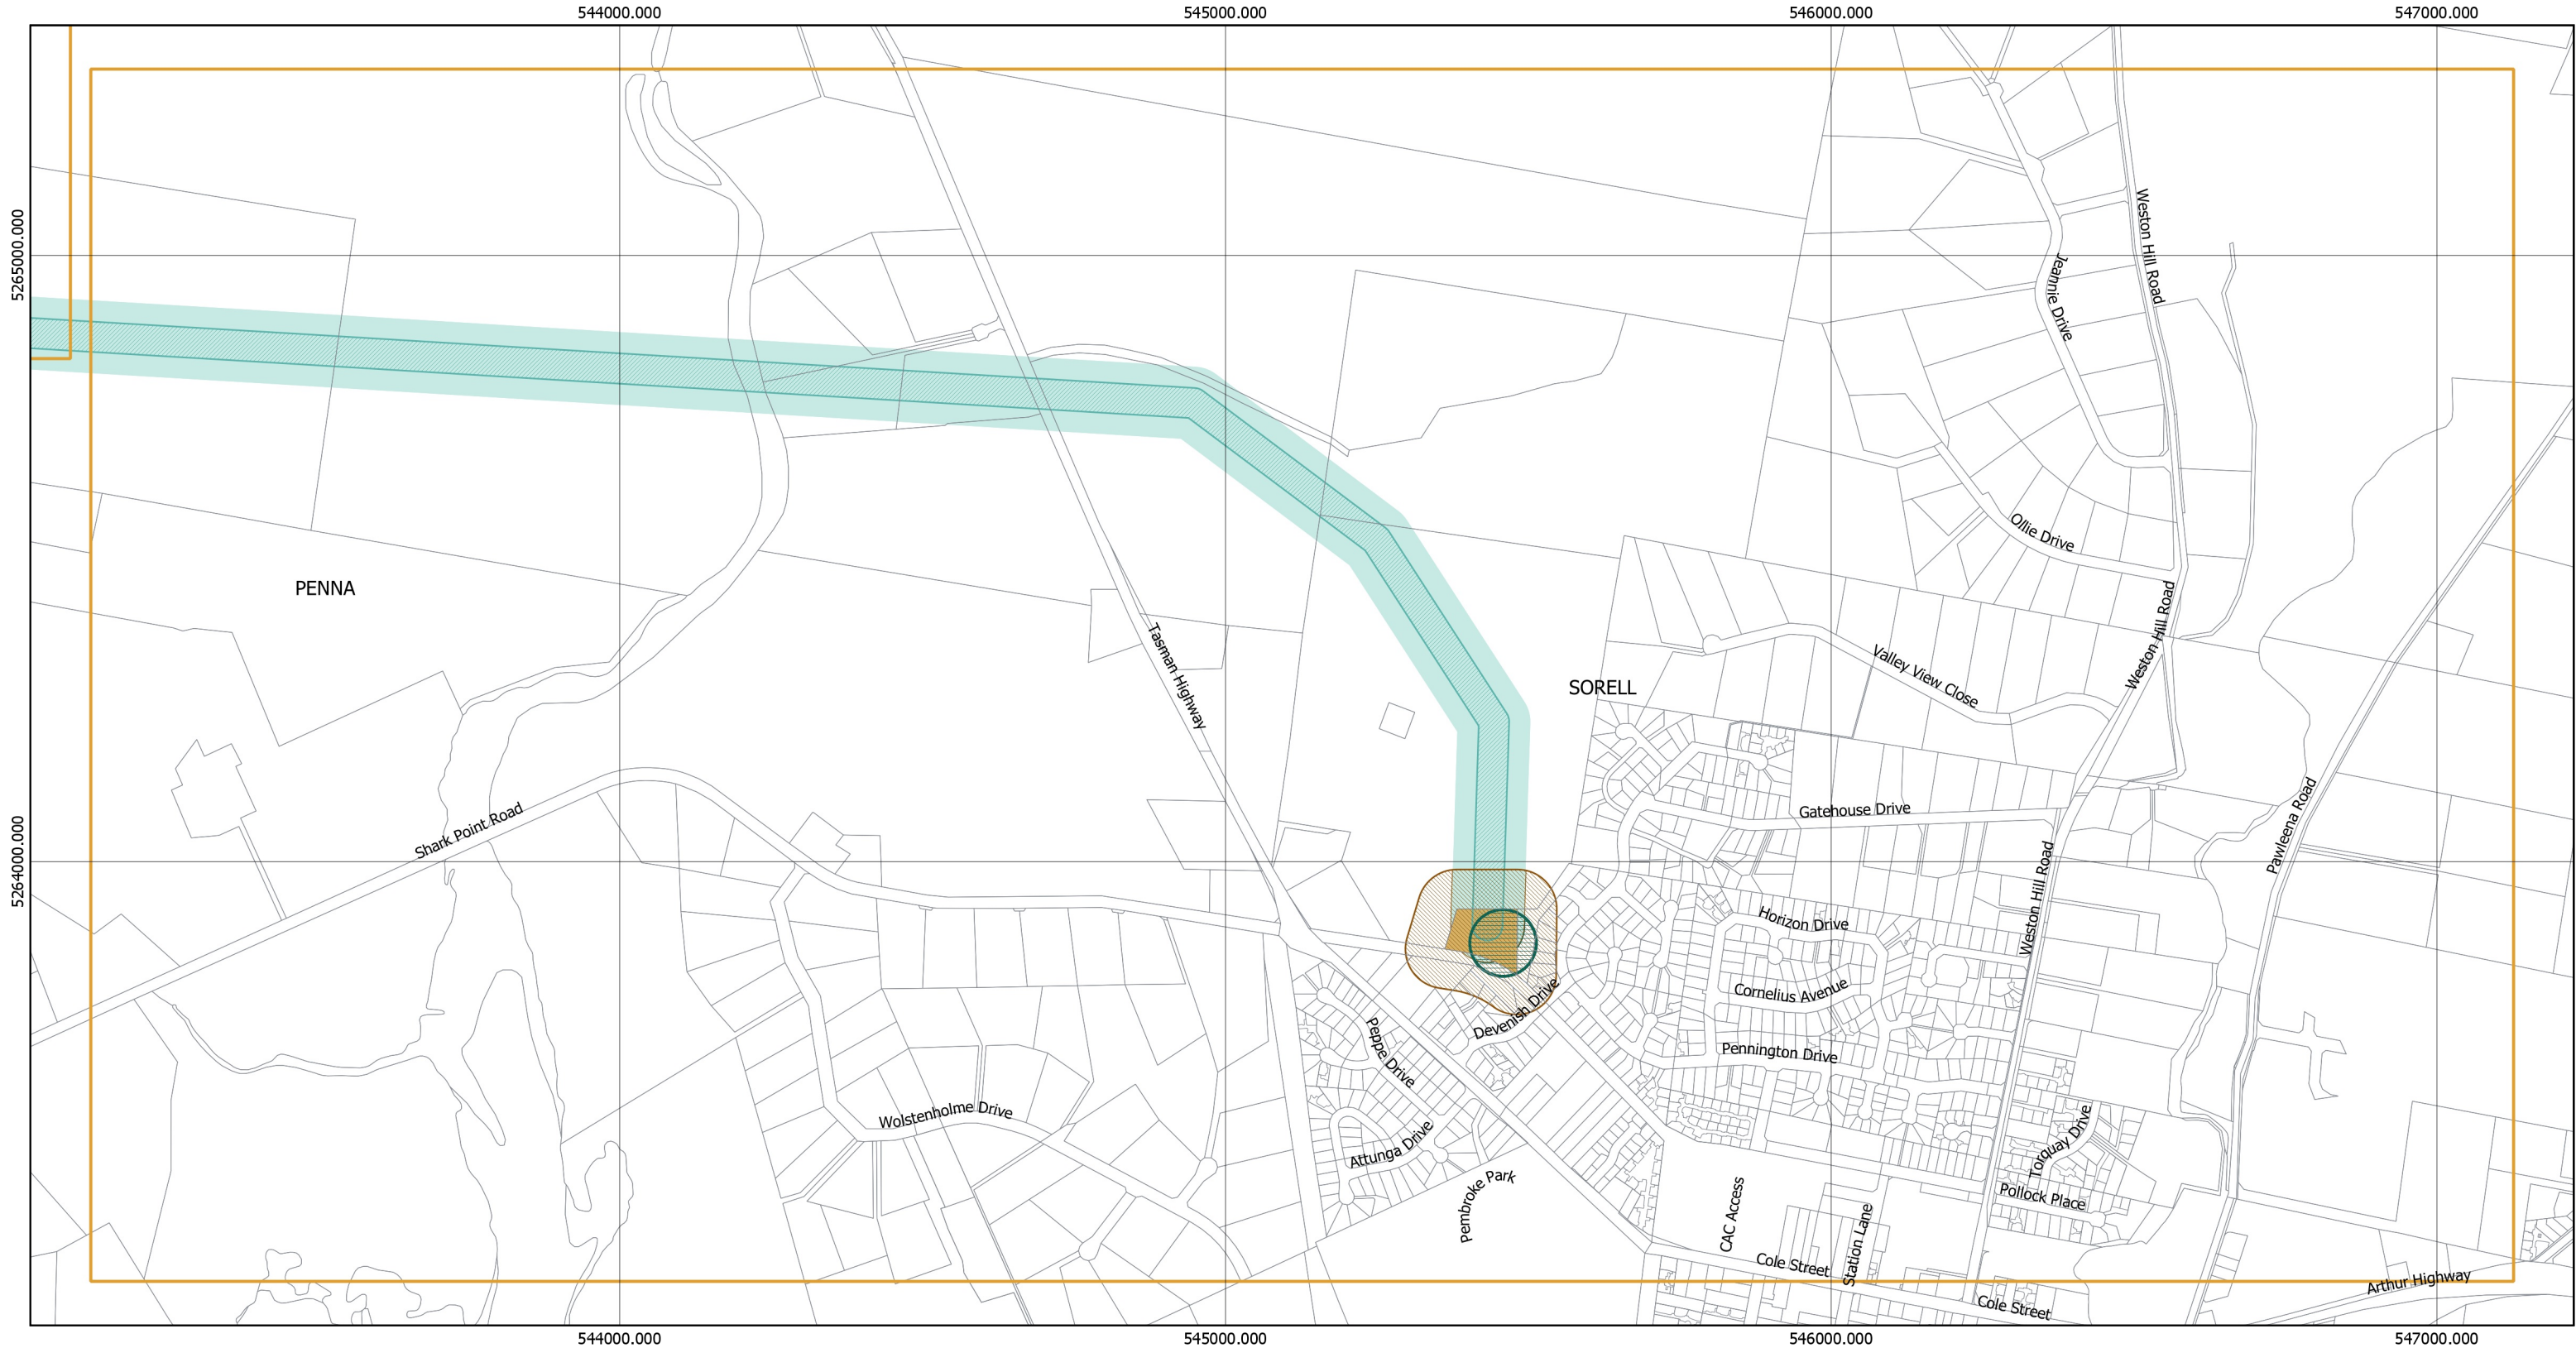 544000.000
545000.000
546000.000
547000.000
5265000.000
Weston Hill Road
Jeannie Drive
Ollie Drive
PENNA
Weston Hill Road
Tasman Highway
Valley View Close
SORELL
Gatehouse Drive
Shark Point Road
Pawleena Road
5264000.000
Weston Hill Road
Horizon Drive
Cornelius Avenue
Devenish Drive
Peppe Drive
Pennington Drive
Wolstenholme Drive
Attunga Drive
Torquay Drive
Pembroke Park
Pollock Place
CAC Access
Station Lane
Cole Street
Arthur Highway
Cole Street
544000.000
545000.000
546000.000
547000.000